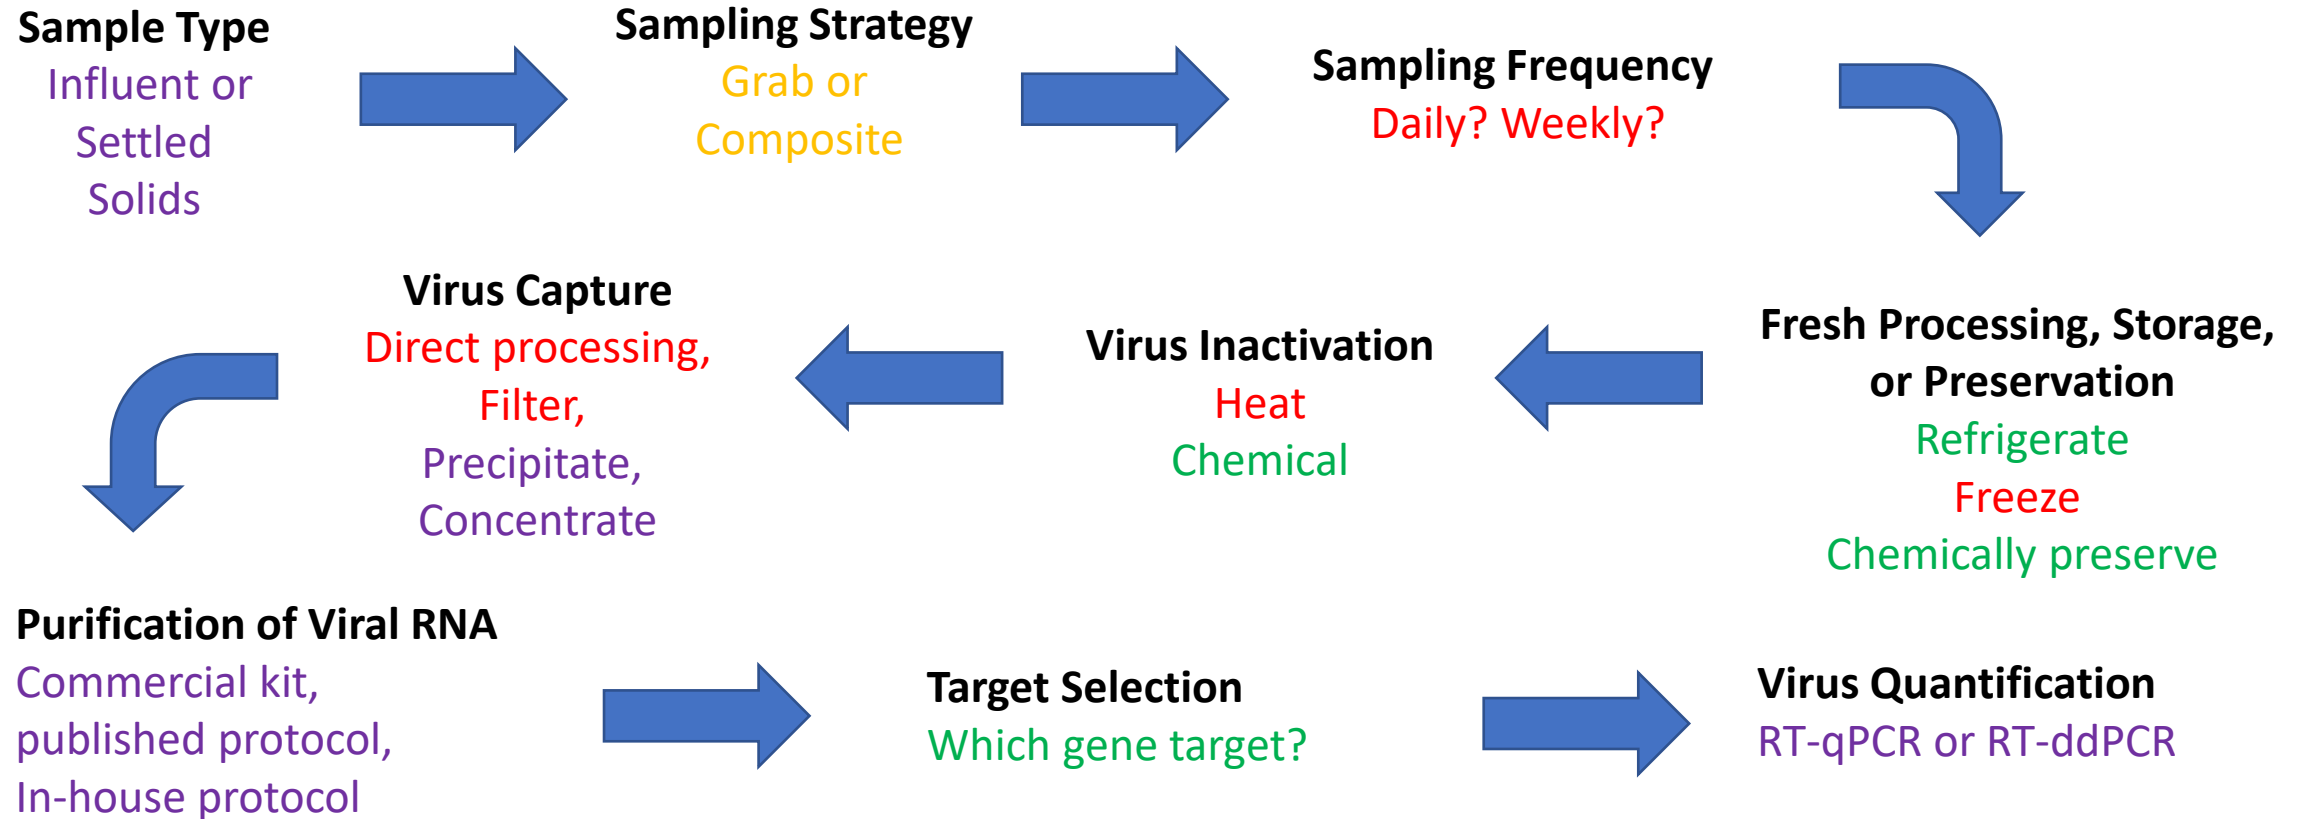 Sample Type
Influent or
Settled
Solids
Sampling Strategy
Grab or
Composite
Sampling Frequency
Daily? Weekly?
Fresh Processing, Storage,
or Preservation
Refrigerate
Freeze
Chemically preserve
Virus Inactivation
Heat
Chemical
Virus Capture
Direct processing,
Filter,
Precipitate,
Concentrate
Purification of Viral RNA
Commercial kit,
published protocol,
In-house protocol
Target Selection
Which gene target?
Virus Quantification
RT-qPCR or RT-ddPCR